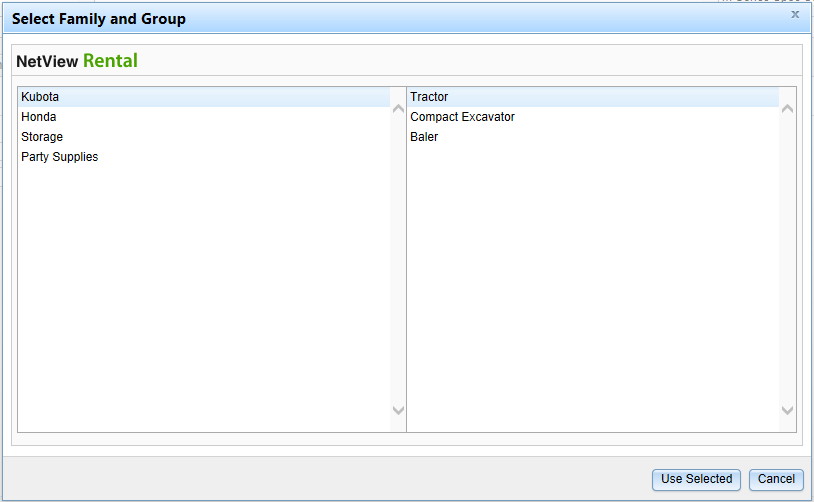 Select Family and Group
x
NetView Rental
Kubota
Honda
Storage
Party Supplies
Tractor
Compact Excavator
Baler
Use Selected
Cancel